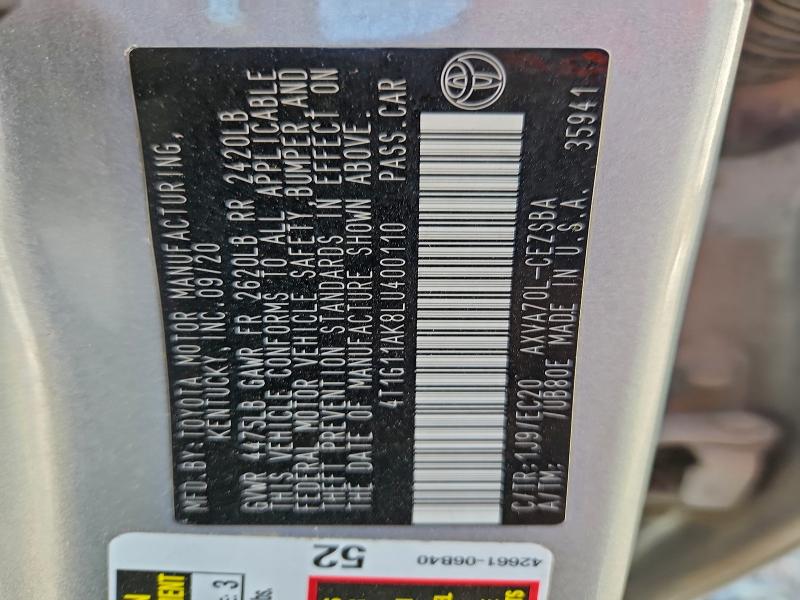 MFD.BY:TOYOTA MOTOR MANUFACTURING,
KENTUCKY, INC.09/20
GVWR 4475LB GAWR FR 2620LB RR 2420LB
THIS VEHICLE CONFORMS TO ALL APPLICABLE
FEDERAL MOTOR VEHICLE SAFETY,BUMPER,AND
THEFT PREVENTION STANDARDS IN EFFECT ON
THE DATE OF MANUFACTURE SHOWN ABOVE.
4T1G11AK8LU400110 PASS.CAR
C/TR:1J9/EC20 AXVA70L-CEZSBA
A/TM: 70B80E MADE IN U.S.A. 35941
52
42661-06B40